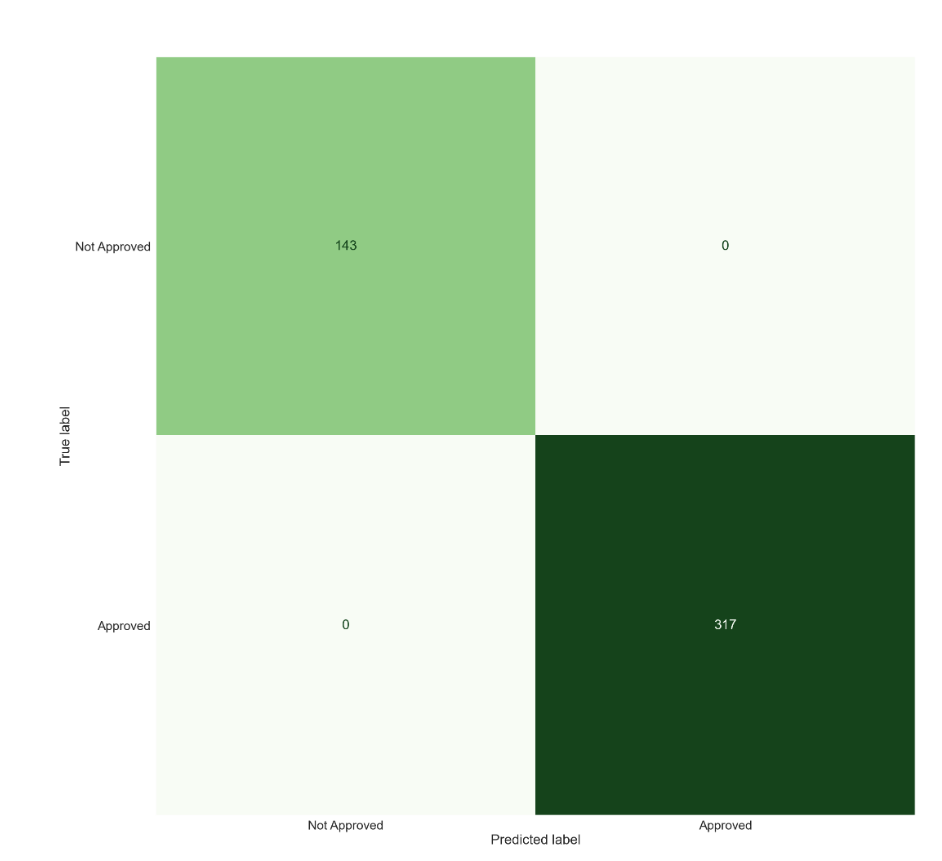 Not Approved
143
0
True label
Approved
0
317
Not Approved
Approved
Predicted label